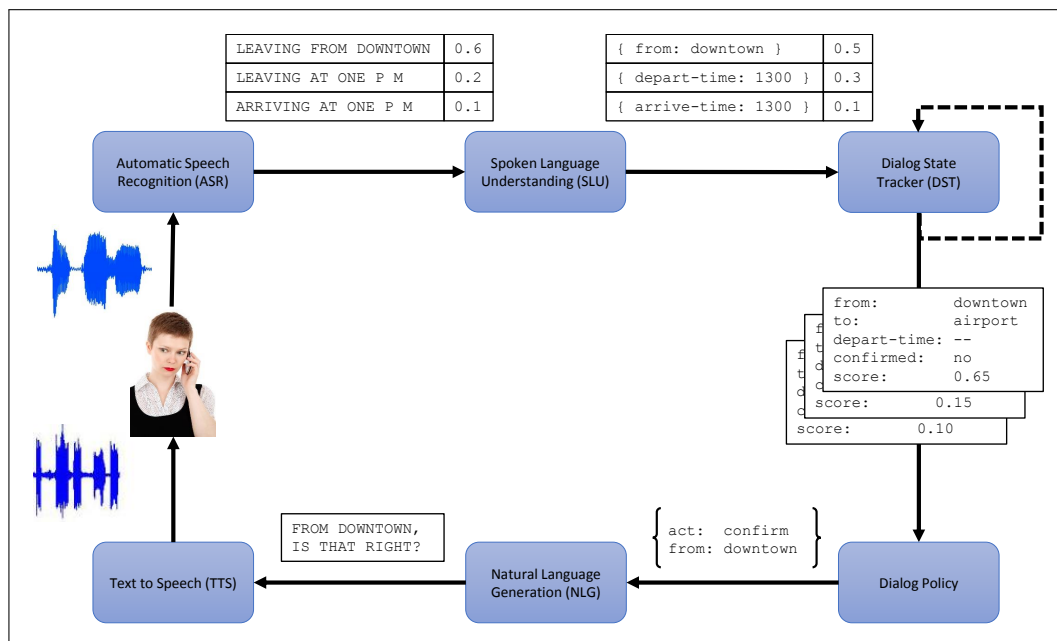 LEAVING FROM DOWNTOWN 0.6
LEAVING AT ONE P M 0.2
ARRIVING AT ONE P M 0.1
{ from: downtown } 0.5
{ depart-time: 1300 } 0.3
{ arrive-time: 1300 } 0.1
Automatic Speech
Recognition (ASR)
Spoken Language
Understanding (SLU)
Dialog State
Tracker (DST)
from: downtown
to: airport
depart-time: --
confirmed: no
score: 0.65
score: 0.15
score: 0.10
FROM DOWNTOWN,
IS THAT RIGHT?
act: confirm
from: downtown
Text to Speech (TTS)
Natural Language
Generation (NLG)
Dialog Policy